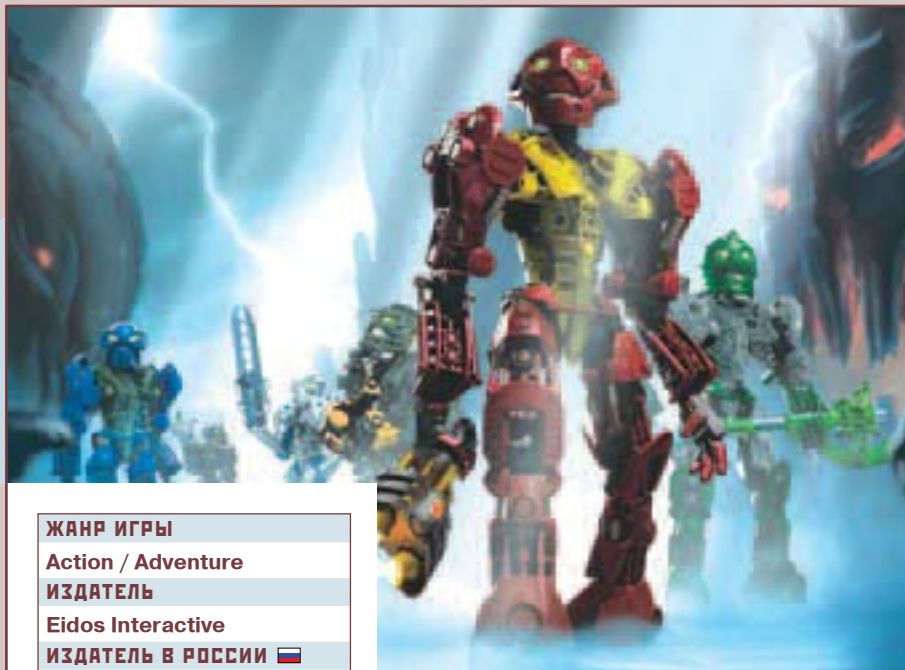 ЖАНР ИГРЫ
Action / Adventure
ИЗДАТЕЛЬ
Eidos Interactive
ИЗДАТЕЛЬ В РОССИИ